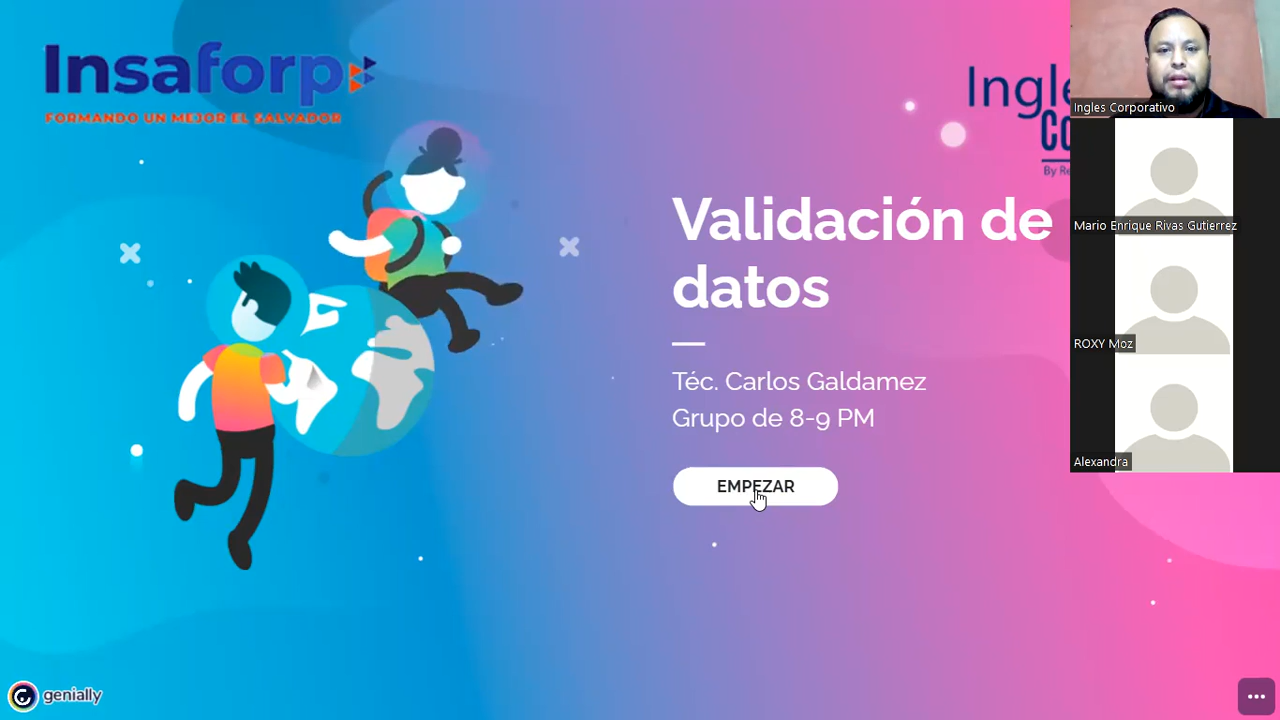 Insaforp
FORMANDO UN MEJOR EL SALVADOR
Ingles Corporativo
Mario Enrique Rivas Gutierrez
ROXY Moz
Alexandra
Validación de
datos
Téc. Carlos Galdamez
Grupo de 8-9 PM
EMPEZAR
genially